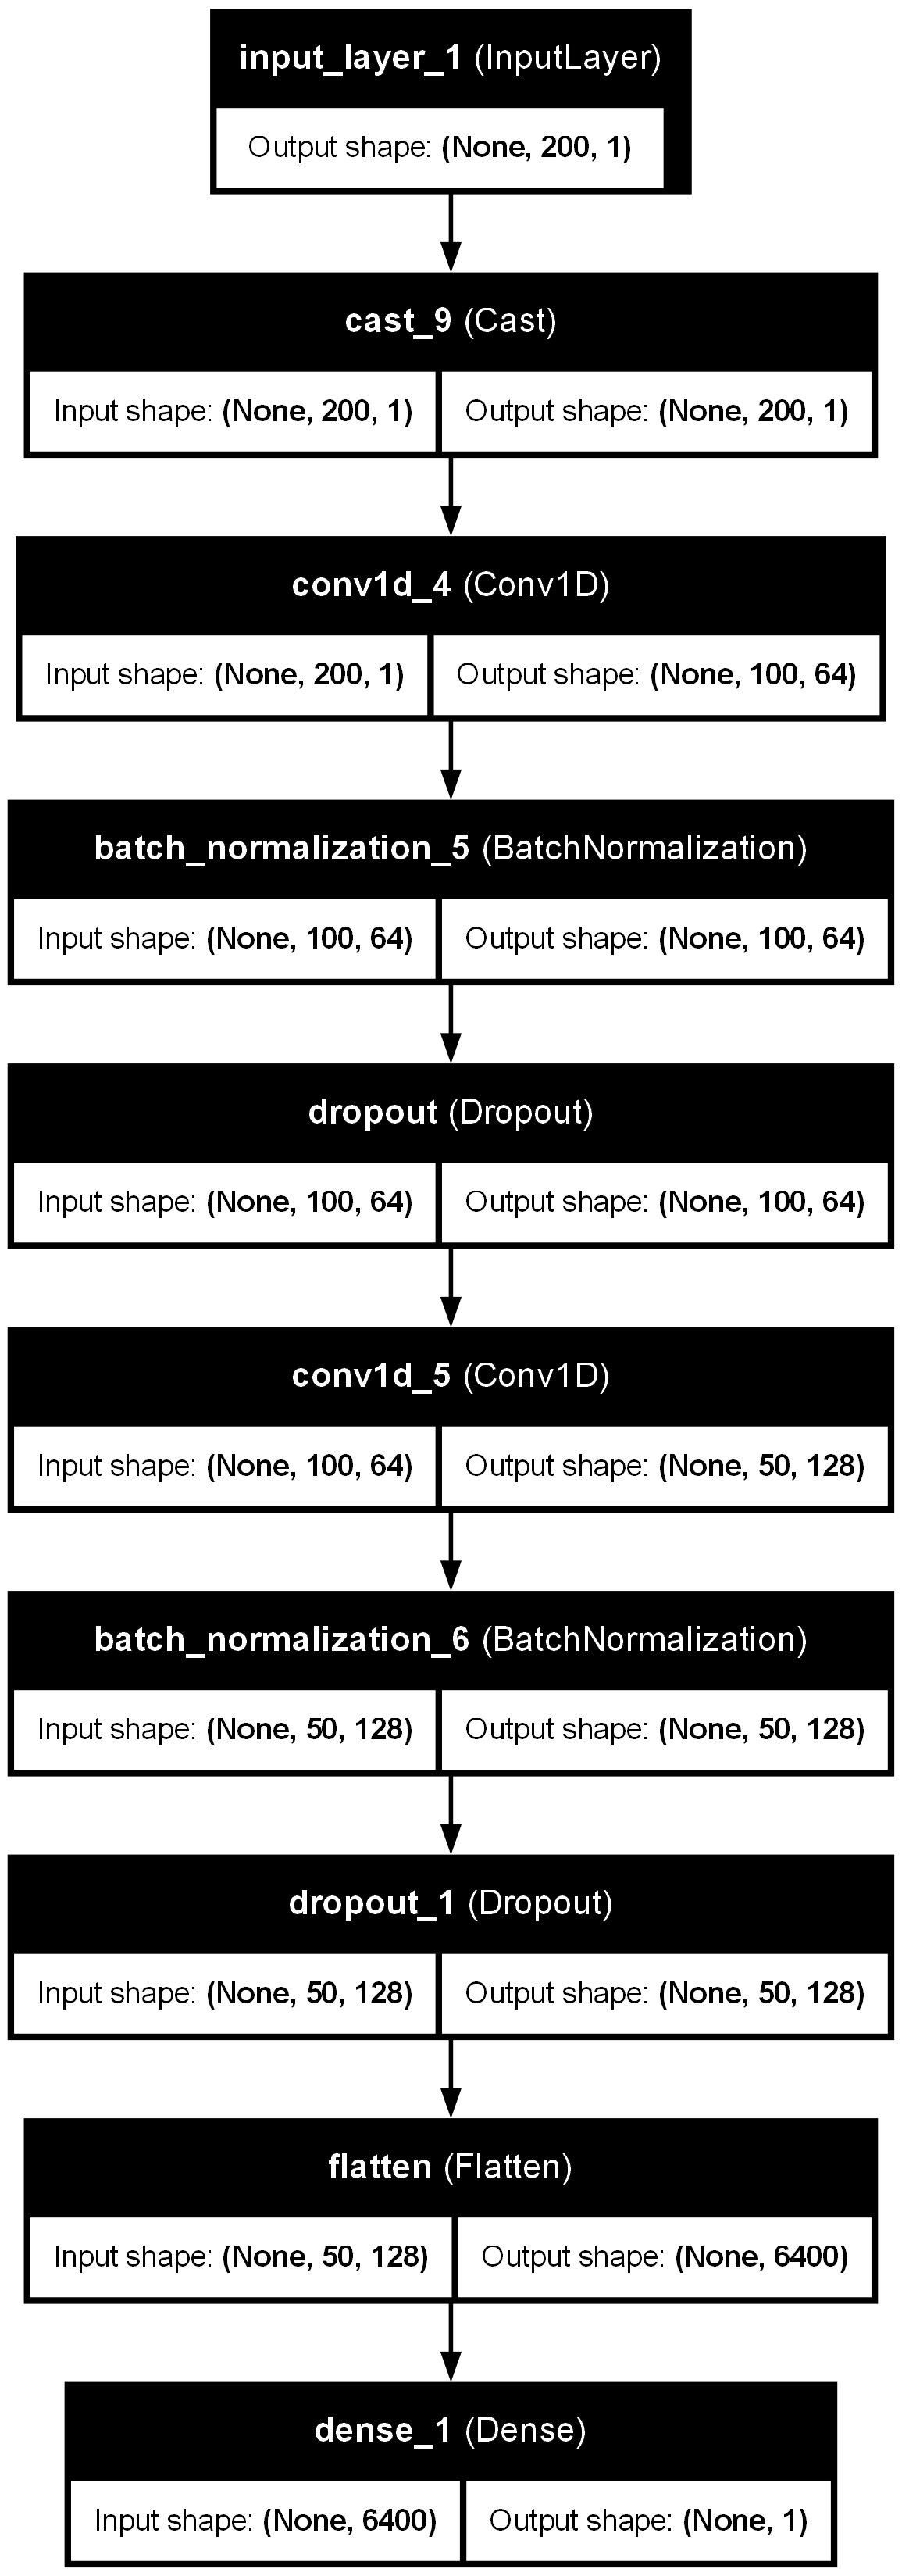 input_layer_1 (InputLayer)
Output shape: (None, 200, 1)
cast_9 (Cast)
Input shape: (None, 200, 1) Output shape: (None, 200, 1)
conv1d_4 (Conv1D)
Input shape: (None, 200, 1) Output shape: (None, 100, 64)
batch_normalization_5 (BatchNormalization)
Input shape: (None, 100, 64) Output shape: (None, 100, 64)
dropout (Dropout)
Input shape: (None, 100, 64) Output shape: (None, 100, 64)
conv1d_5 (Conv1D)
Input shape: (None, 100, 64) Output shape: (None, 50, 128)
batch_normalization_6 (BatchNormalization)
Input shape: (None, 50, 128) Output shape: (None, 50, 128)
dropout_1 (Dropout)
Input shape: (None, 50, 128) Output shape: (None, 50, 128)
flatten (Flatten)
Input shape: (None, 50, 128) Output shape: (None, 6400)
dense_1 (Dense)
Input shape: (None, 6400) Output shape: (None, 1)